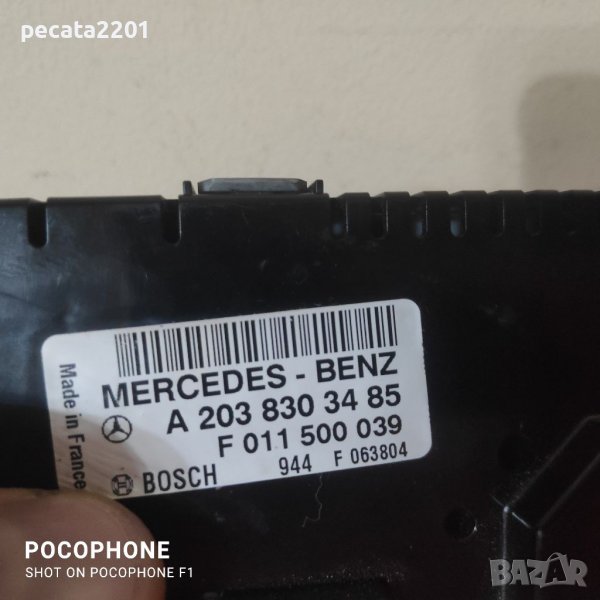 pecata2201
MERCEDES - BENZ
A 203 830 34 85
F 011 500 039
BOSCH 944 F 063804
Made in France
POCOPHONE
SHOT ON POCOPHONE F1
BAZAR